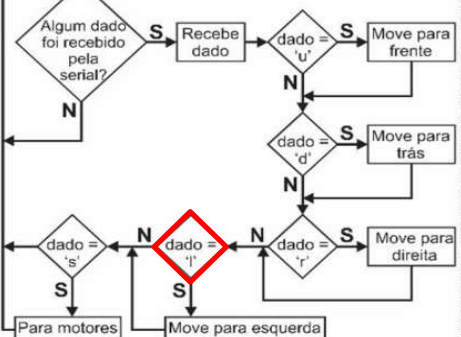 Algum dado
foi recebido
pela
serial?
S
Recebe
dado
dado =
'u'
S
Move para
frente
N
N
dado =
'd'
S
Move para
trás
N
dado =
'r'
S
Move para
direita
N
dado =
'l'
N
S
Move para esquerda
dado =
's'
S
Para motores